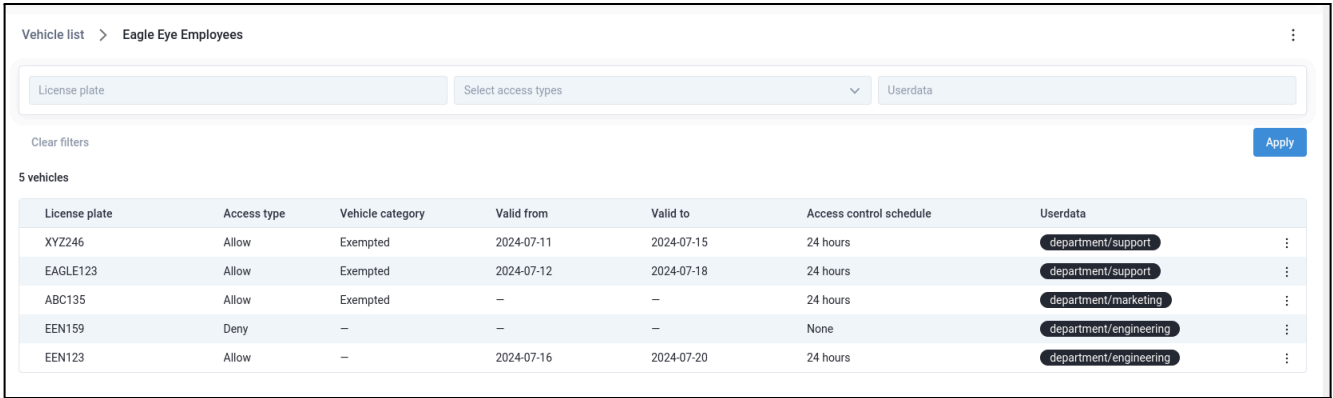 Vehicle list > Eagle Eye Employees
License plate Select access types Userdata
Clear filters Apply
5 vehicles
License plate Access type Vehicle category Valid from Valid to Access control schedule Userdata
XYZ246 Allow Exempted 2024-07-11 2024-07-15 24 hours department/support
EAGLE123 Allow Exempted 2024-07-12 2024-07-18 24 hours department/support
ABC135 Allow Exempted – – 24 hours department/marketing
EEN159 Deny – – – None department/engineering
EEN123 Allow – 2024-07-16 2024-07-20 24 hours department/engineering